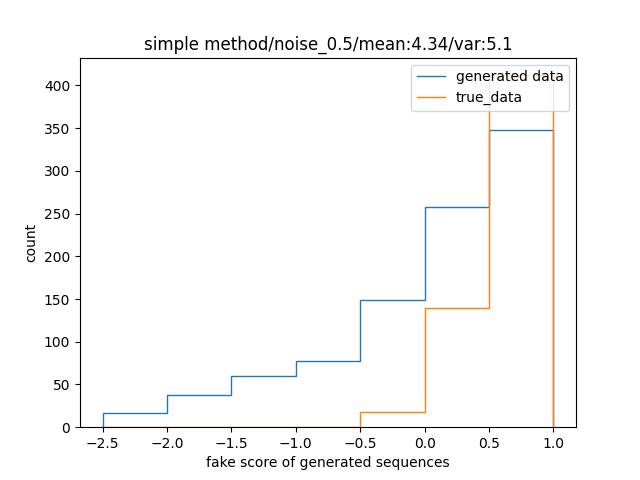 simple method/noise_0.5/mean:4.34/var:5.1
generated data
true_data
400
350
300
250
200
150
100
50
0
count
−2.5 −2.0 −1.5 −1.0 −0.5 0.0 0.5 1.0
fake score of generated sequences